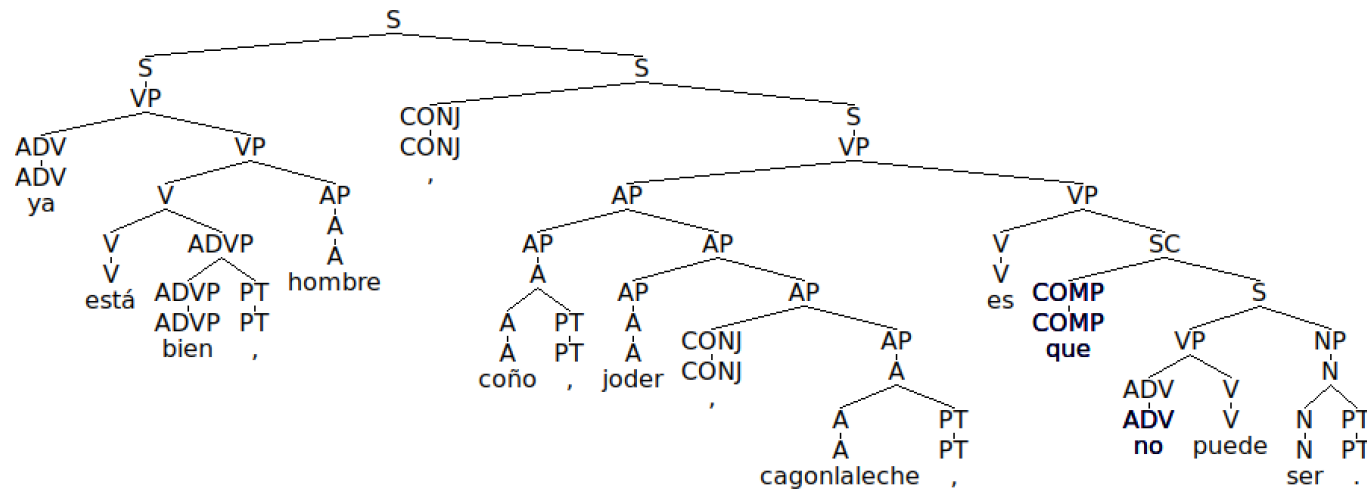 S
S S
VP CONJ S
ADV VP CONJ VP
ADV V AP , AP VP
ya V ADVP A AP AP V SC
V ADVP PT A A AP AP V COMP S
está ADVP PT hombre A PT A CONJ AP es COMP VP NP
bien , A PT A CONJ A que ADV V N
coño , joder , A PT ADV V N PT
A PT no puede N PT
cagonlaleche , ser .